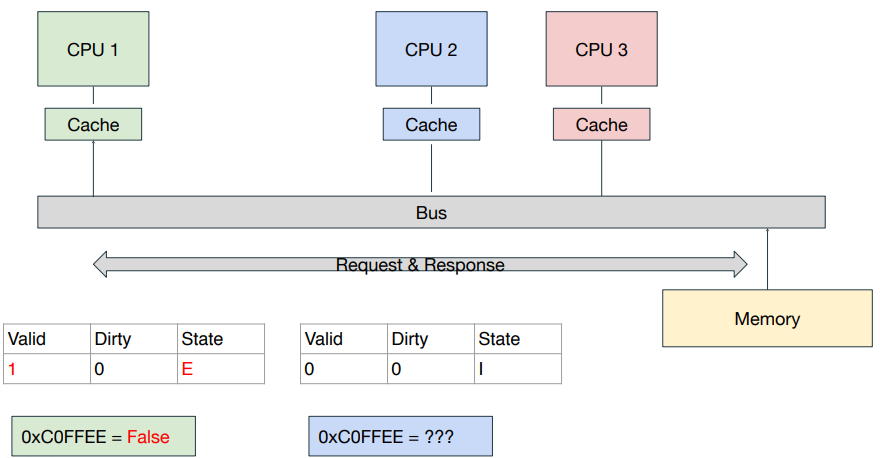 CPU 1
CPU 2
CPU 3
Cache
Cache
Cache
Bus
Request & Response
Memory
Valid Dirty State
1 0 E
Valid Dirty State
0 0 I
0xC0FFEE = False
0xC0FFEE = ???